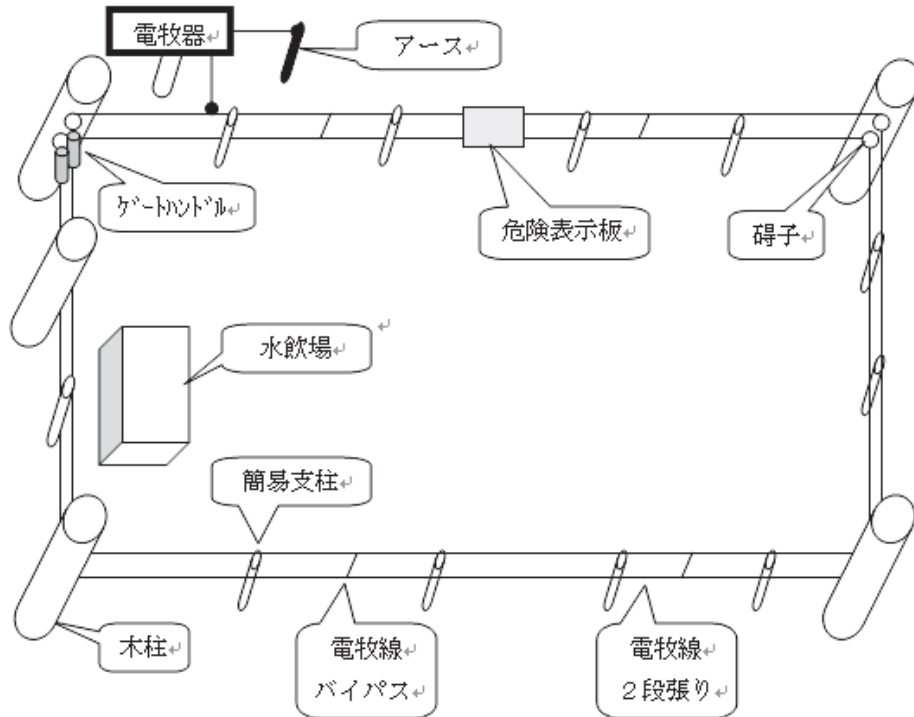 電牧器↵
アース↵
ｹﾞｰﾄﾊﾝﾄﾞﾙ↵
危険表示板↵
碍子↵
↵
水飲場↵
簡易支柱↵
木柱↵
電牧線↵
バイパス↵
電牧線↵
２段張り↵